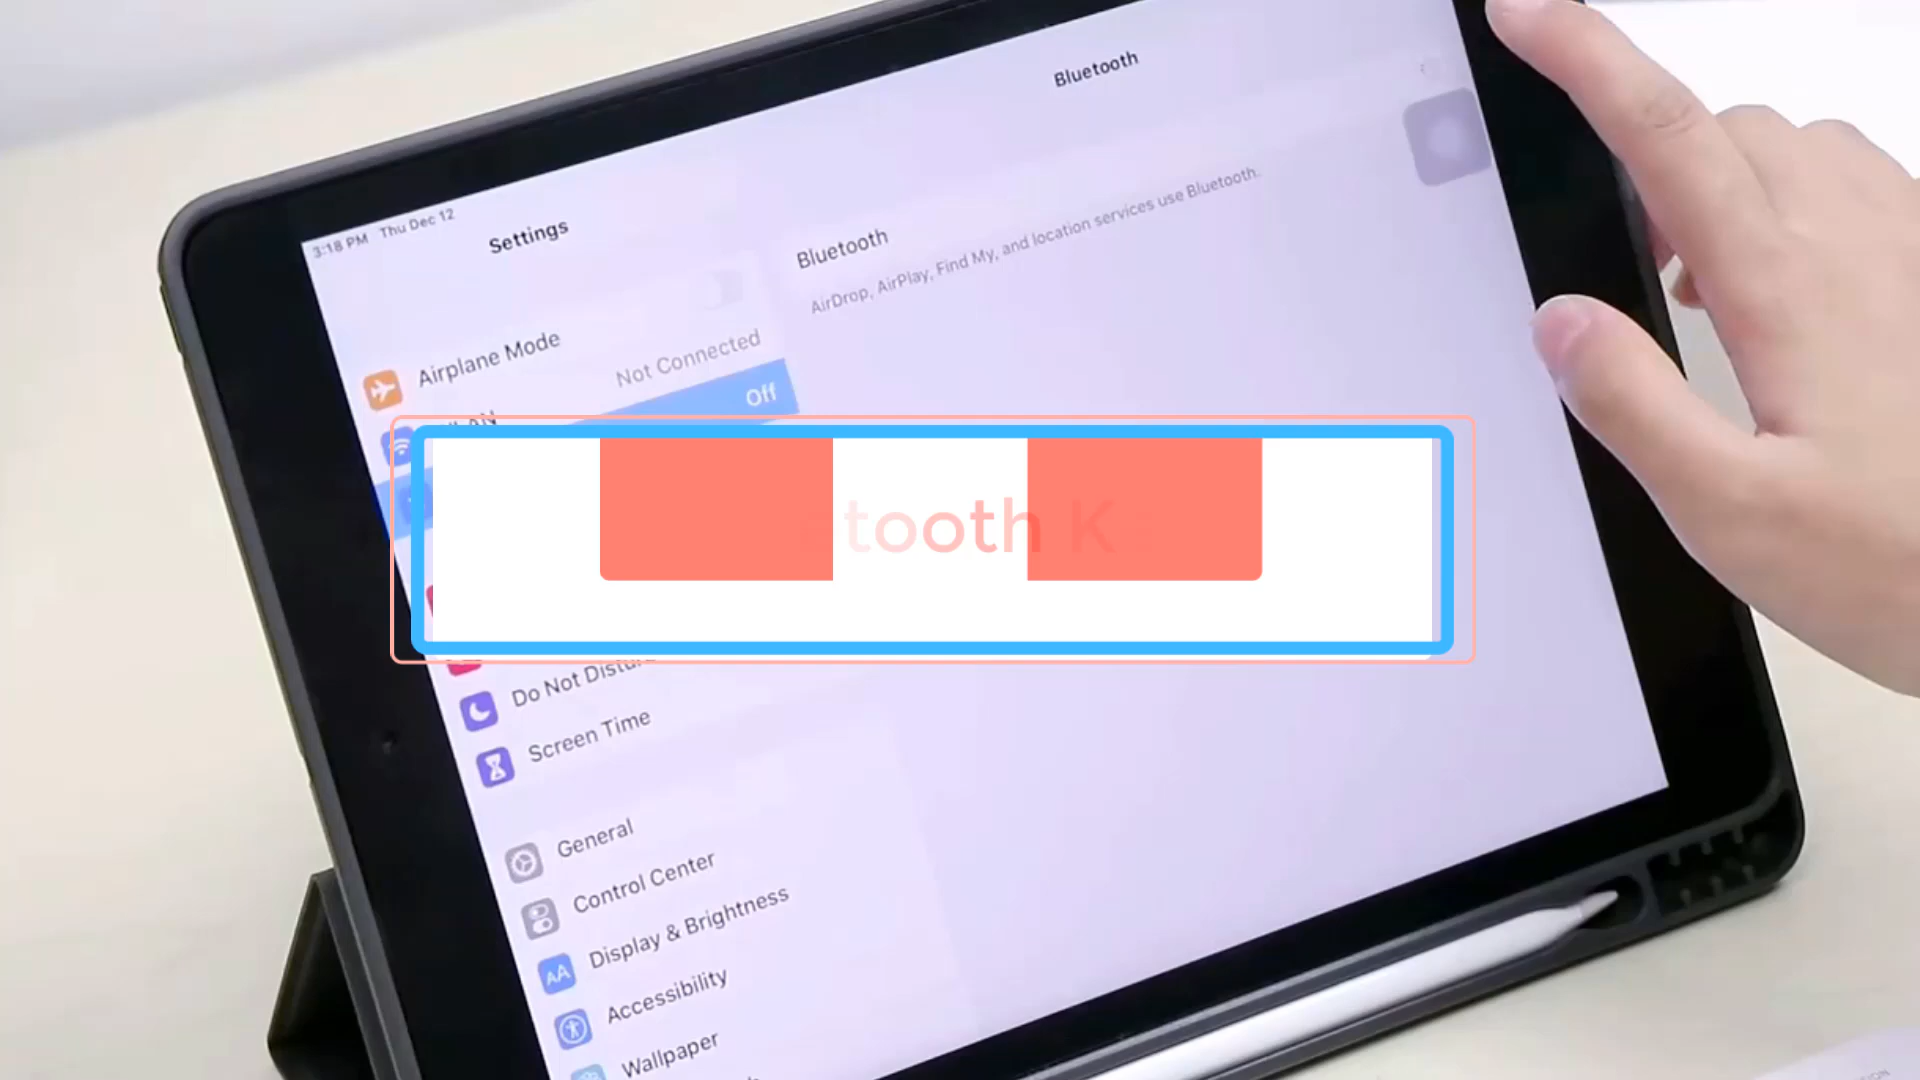 3:18 PM Thu Dec 12
Settings
Bluetooth
Airplane Mode
Not Connected
Off
Bluetooth
AirDrop, AirPlay, Find My, and location services use Bluetooth.
tooth K
Do Not
Screen Time
General
Control Center
AA Display & Brightness
Accessibility
Wallpaper